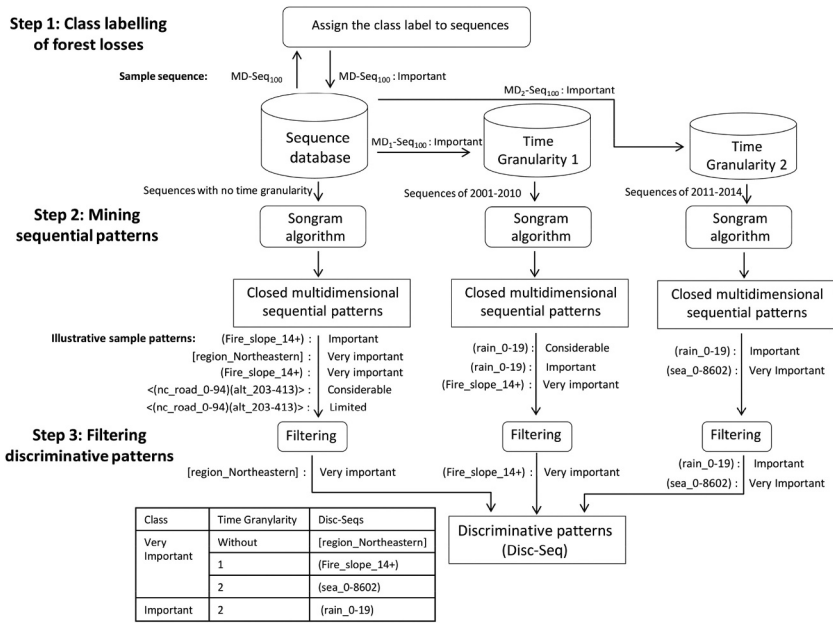 Step 1: Class labelling
of forest losses
Assign the class label to sequences
Sample sequence: MD-Seq100 MD-Seq100 : Important
MD2-Seq100 : Important
Sequence
database
MD1-Seq100 : Important
Time
Granularity 1
Time
Granularity 2
Sequences with no time granularity
Sequences of 2001-2010
Sequences of 2011-2014
Step 2: Mining
sequential patterns
Songram
algorithm
Songram
algorithm
Songram
algorithm
Closed multidimensional
sequential patterns
Closed multidimensional
sequential patterns
Closed multidimensional
sequential patterns
Illustrative sample patterns: (Fire_slope_14+) : Important
[region_Northeastern] : Very important
(Fire_slope_14+) : Very important
<(nc_road_0-94)(alt_203-413)> : Considerable
<(nc_road_0-94)(alt_203-413)> : Limited
(rain_0-19) : Considerable
(rain_0-19) : Important
(Fire_slope_14+) : Very important
(rain_0-19) : Important
(sea_0-8602) : Very Important
Step 3: Filtering
discriminative patterns
Filtering
Filtering
Filtering
[region_Northeastern] : Very important
(Fire_slope_14+) : Very important
(rain_0-19) : Important
(sea_0-8602) : Very Important
Discriminative patterns
(Disc-Seq)
Class Time Granylarity Disc-Seqs
Very
Important
Without [region_Northeastern]
1 (Fire_slope_14+)
2 (sea_0-8602)
Important 2 (rain_0-19)